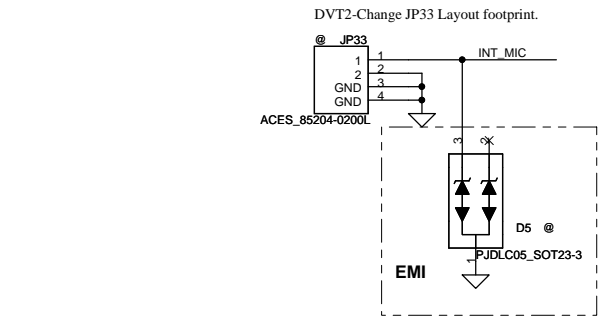 DVT2-Change JP33 Layout footprint.
@ JP33
1 1 INT_MIC
2 2
GND 3
GND 4
ACES_85204-0200L
3 2
D5 @
1 PJDLC05_SOT23-3
EMI